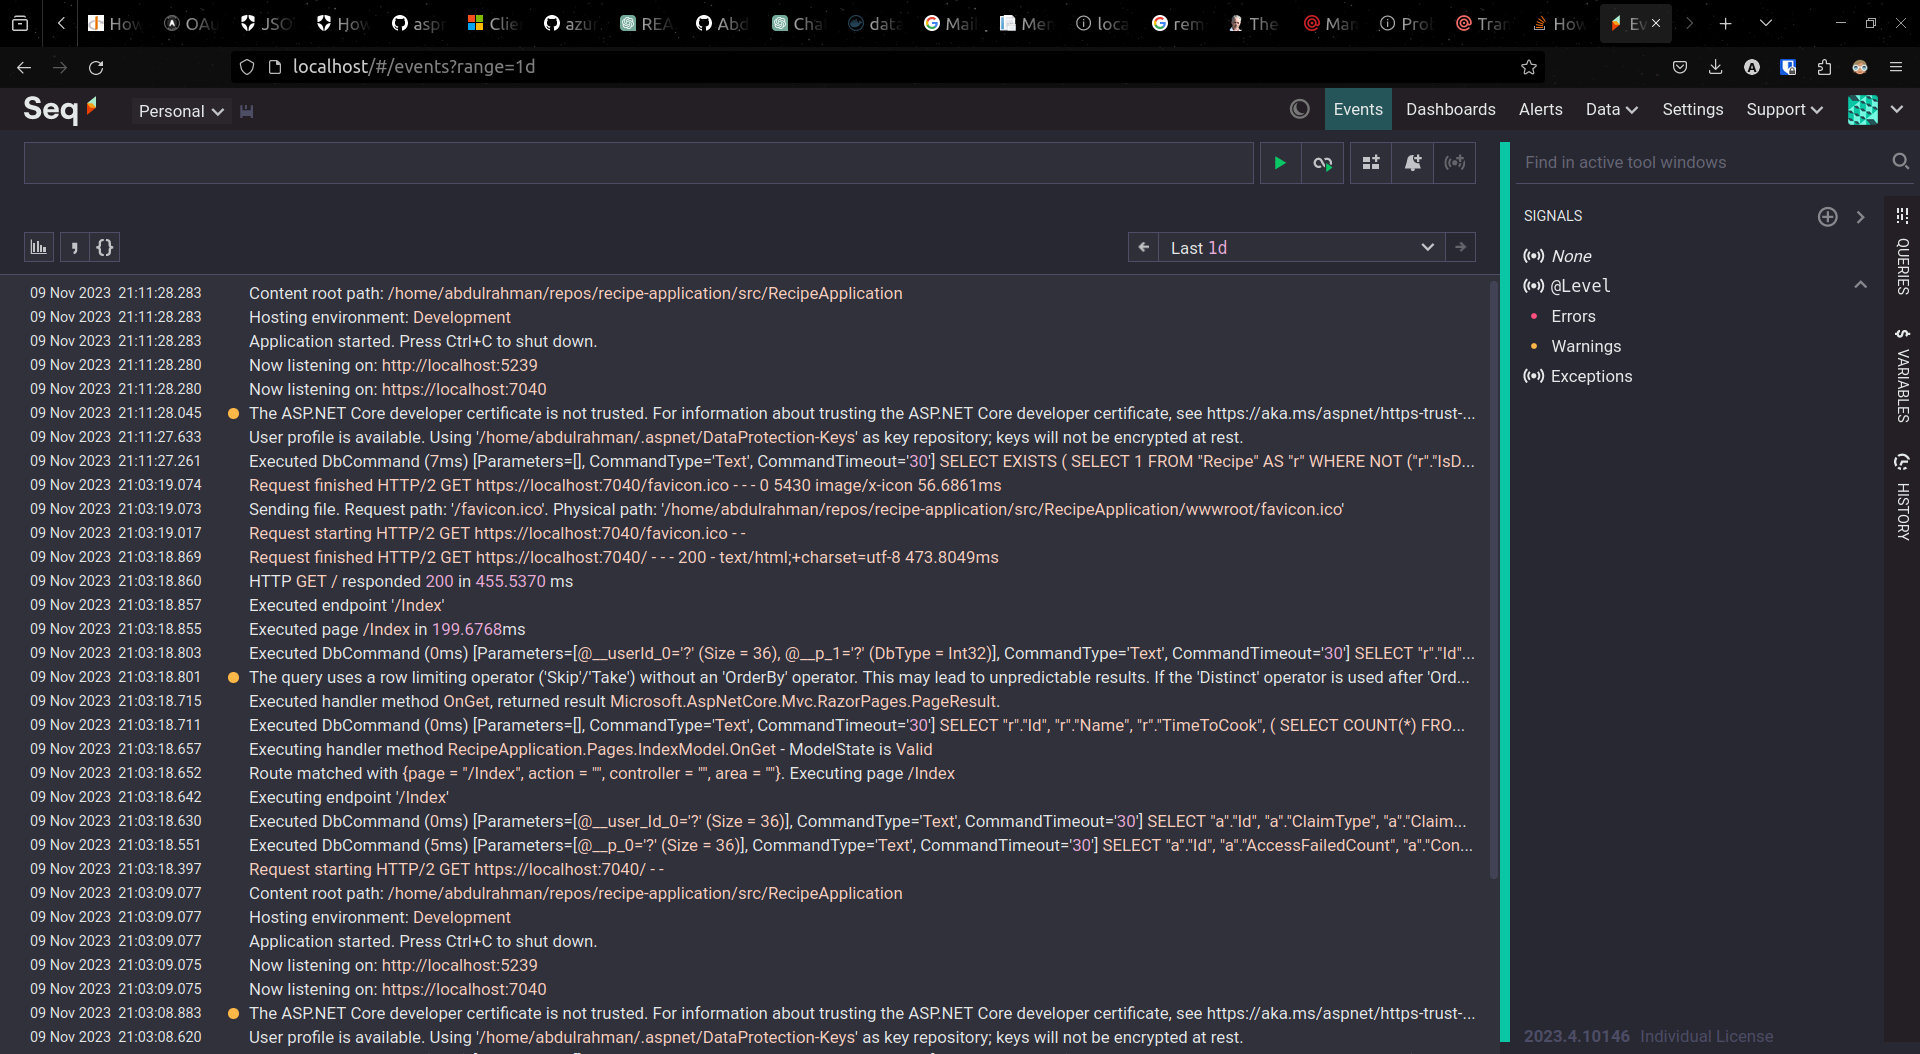 How
OAu
JSO
How
asp
Clie
azur
REA
Abd
Cha
data
Mail
Men
loca
rem
The
Man
Prot
Tran
How
Ev
localhost/#/events?range=1d
Seq
Personal
Events
Dashboards
Alerts
Data
Settings
Support
Find in active tool windows
Last 1d
SIGNALS
None
@Level
Errors
Warnings
Exceptions
QUERIES
VARIABLES
HISTORY
09 Nov 2023 21:11:28.283 Content root path: /home/abdulrahman/repos/recipe-application/src/RecipeApplication
09 Nov 2023 21:11:28.283 Hosting environment: Development
09 Nov 2023 21:11:28.283 Application started. Press Ctrl+C to shut down.
09 Nov 2023 21:11:28.280 Now listening on: http://localhost:5239
09 Nov 2023 21:11:28.280 Now listening on: https://localhost:7040
09 Nov 2023 21:11:28.045 The ASP.NET Core developer certificate is not trusted. For information about trusting the ASP.NET Core developer certificate, see https://aka.ms/aspnet/https-trust-...
09 Nov 2023 21:11:27.633 User profile is available. Using '/home/abdulrahman/.aspnet/DataProtection-Keys' as key repository; keys will not be encrypted at rest.
09 Nov 2023 21:11:27.261 Executed DbCommand (7ms) [Parameters=[], CommandType='Text', CommandTimeout='30'] SELECT EXISTS ( SELECT 1 FROM "Recipe" AS "r" WHERE NOT ("r"."IsD...
09 Nov 2023 21:03:19.074 Request finished HTTP/2 GET https://localhost:7040/favicon.ico - - - 0 5430 image/x-icon 56.6861ms
09 Nov 2023 21:03:19.073 Sending file. Request path: '/favicon.ico'. Physical path: '/home/abdulrahman/repos/recipe-application/src/RecipeApplication/wwwroot/favicon.ico'
09 Nov 2023 21:03:19.017 Request starting HTTP/2 GET https://localhost:7040/favicon.ico - -
09 Nov 2023 21:03:18.869 Request finished HTTP/2 GET https://localhost:7040/ - - - 200 - text/html;+charset=utf-8 473.8049ms
09 Nov 2023 21:03:18.860 HTTP GET / responded 200 in 455.5370 ms
09 Nov 2023 21:03:18.857 Executed endpoint '/Index'
09 Nov 2023 21:03:18.855 Executed page /Index in 199.6768ms
09 Nov 2023 21:03:18.803 Executed DbCommand (0ms) [Parameters=[@__userId_0='?' (Size = 36), @__p_1='?' (DbType = Int32)], CommandType='Text', CommandTimeout='30'] SELECT "r"."Id"...
09 Nov 2023 21:03:18.801 The query uses a row limiting operator ('Skip'/'Take') without an 'OrderBy' operator. This may lead to unpredictable results. If the 'Distinct' operator is used after 'Ord...
09 Nov 2023 21:03:18.715 Executed handler method OnGet, returned result Microsoft.AspNetCore.Mvc.RazorPages.PageResult.
09 Nov 2023 21:03:18.711 Executed DbCommand (0ms) [Parameters=[], CommandType='Text', CommandTimeout='30'] SELECT "r"."Id", "r"."Name", "r"."TimeToCook", ( SELECT COUNT(*) FRO...
09 Nov 2023 21:03:18.657 Executing handler method RecipeApplication.Pages.IndexModel.OnGet - ModelState is Valid
09 Nov 2023 21:03:18.652 Route matched with {page = "/Index", action = "", controller = "", area = ""}. Executing page /Index
09 Nov 2023 21:03:18.642 Executing endpoint '/Index'
09 Nov 2023 21:03:18.630 Executed DbCommand (0ms) [Parameters=[@__user_Id_0='?' (Size = 36)], CommandType='Text', CommandTimeout='30'] SELECT "a"."Id", "a"."ClaimType", "a"."Claim...
09 Nov 2023 21:03:18.551 Executed DbCommand (5ms) [Parameters=[@__p_0='?' (Size = 36)], CommandType='Text', CommandTimeout='30'] SELECT "a"."Id", "a"."AccessFailedCount", "a"."Con...
09 Nov 2023 21:03:18.397 Request starting HTTP/2 GET https://localhost:7040/ - -
09 Nov 2023 21:03:09.077 Content root path: /home/abdulrahman/repos/recipe-application/src/RecipeApplication
09 Nov 2023 21:03:09.077 Hosting environment: Development
09 Nov 2023 21:03:09.077 Application started. Press Ctrl+C to shut down.
09 Nov 2023 21:03:09.075 Now listening on: http://localhost:5239
09 Nov 2023 21:03:09.075 Now listening on: https://localhost:7040
09 Nov 2023 21:03:08.883 The ASP.NET Core developer certificate is not trusted. For information about trusting the ASP.NET Core developer certificate, see https://aka.ms/aspnet/https-trust-...
09 Nov 2023 21:03:08.620 User profile is available. Using '/home/abdulrahman/.aspnet/DataProtection-Keys' as key repository; keys will not be encrypted at rest.
2023.4.10146 Individual License